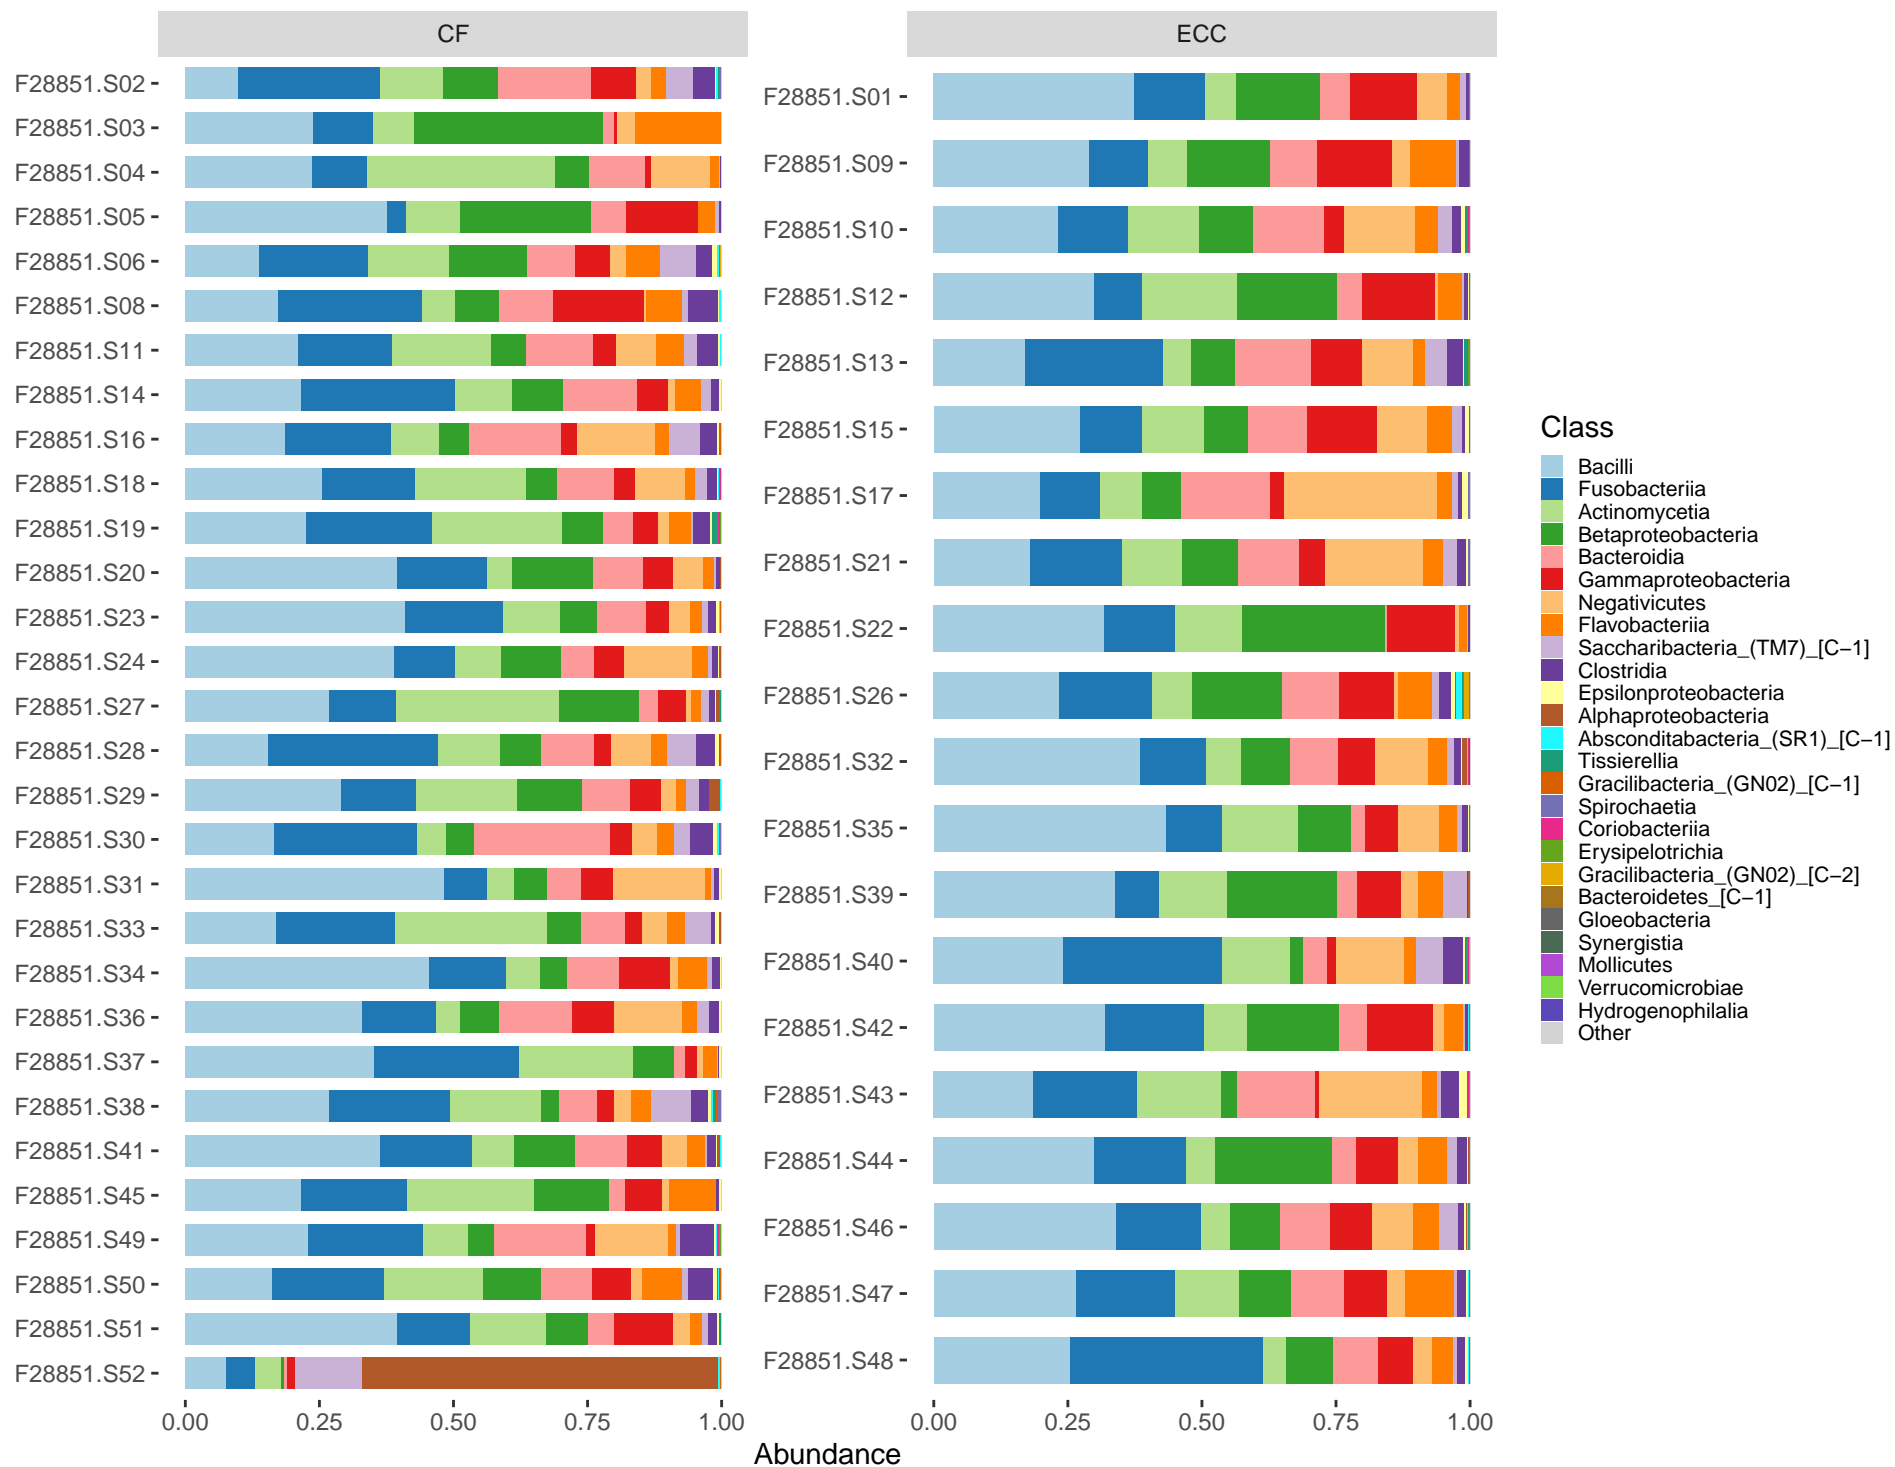 CF
F28851.S02
F28851.S03
F28851.S04
F28851.S05
F28851.S06
F28851.S08
F28851.S11
F28851.S14
F28851.S16
F28851.S18
F28851.S19
F28851.S20
F28851.S23
F28851.S24
F28851.S27
F28851.S28
F28851.S29
F28851.S30
F28851.S31
F28851.S33
F28851.S34
F28851.S36
F28851.S37
F28851.S38
F28851.S41
F28851.S45
F28851.S49
F28851.S50
F28851.S51
F28851.S52
0.00 0.25 0.50 0.75 1.00
ECC
F28851.S01
F28851.S09
F28851.S10
F28851.S12
F28851.S13
F28851.S15
F28851.S17
F28851.S21
F28851.S22
F28851.S26
F28851.S32
F28851.S35
F28851.S39
F28851.S40
F28851.S42
F28851.S43
F28851.S44
F28851.S46
F28851.S47
F28851.S48
0.00 0.25 0.50 0.75 1.00
Abundance
Class
Bacilli
Fusobacteriia
Actinomycetia
Betaproteobacteria
Bacteroidia
Gammaproteobacteria
Negativicutes
Flavobacteriia
Saccharibacteria_(TM7)_[C−1]
Clostridia
Epsilonproteobacteria
Alphaproteobacteria
Absconditabacteria_(SR1)_[C−1]
Tissierellia
Gracilibacteria_(GN02)_[C−1]
Spirochaetia
Coriobacteriia
Erysipelotrichia
Gracilibacteria_(GN02)_[C−2]
Bacteroidetes_[C−1]
Gloeobacteria
Synergistia
Mollicutes
Verrucomicrobiae
Hydrogenophilalia
Other